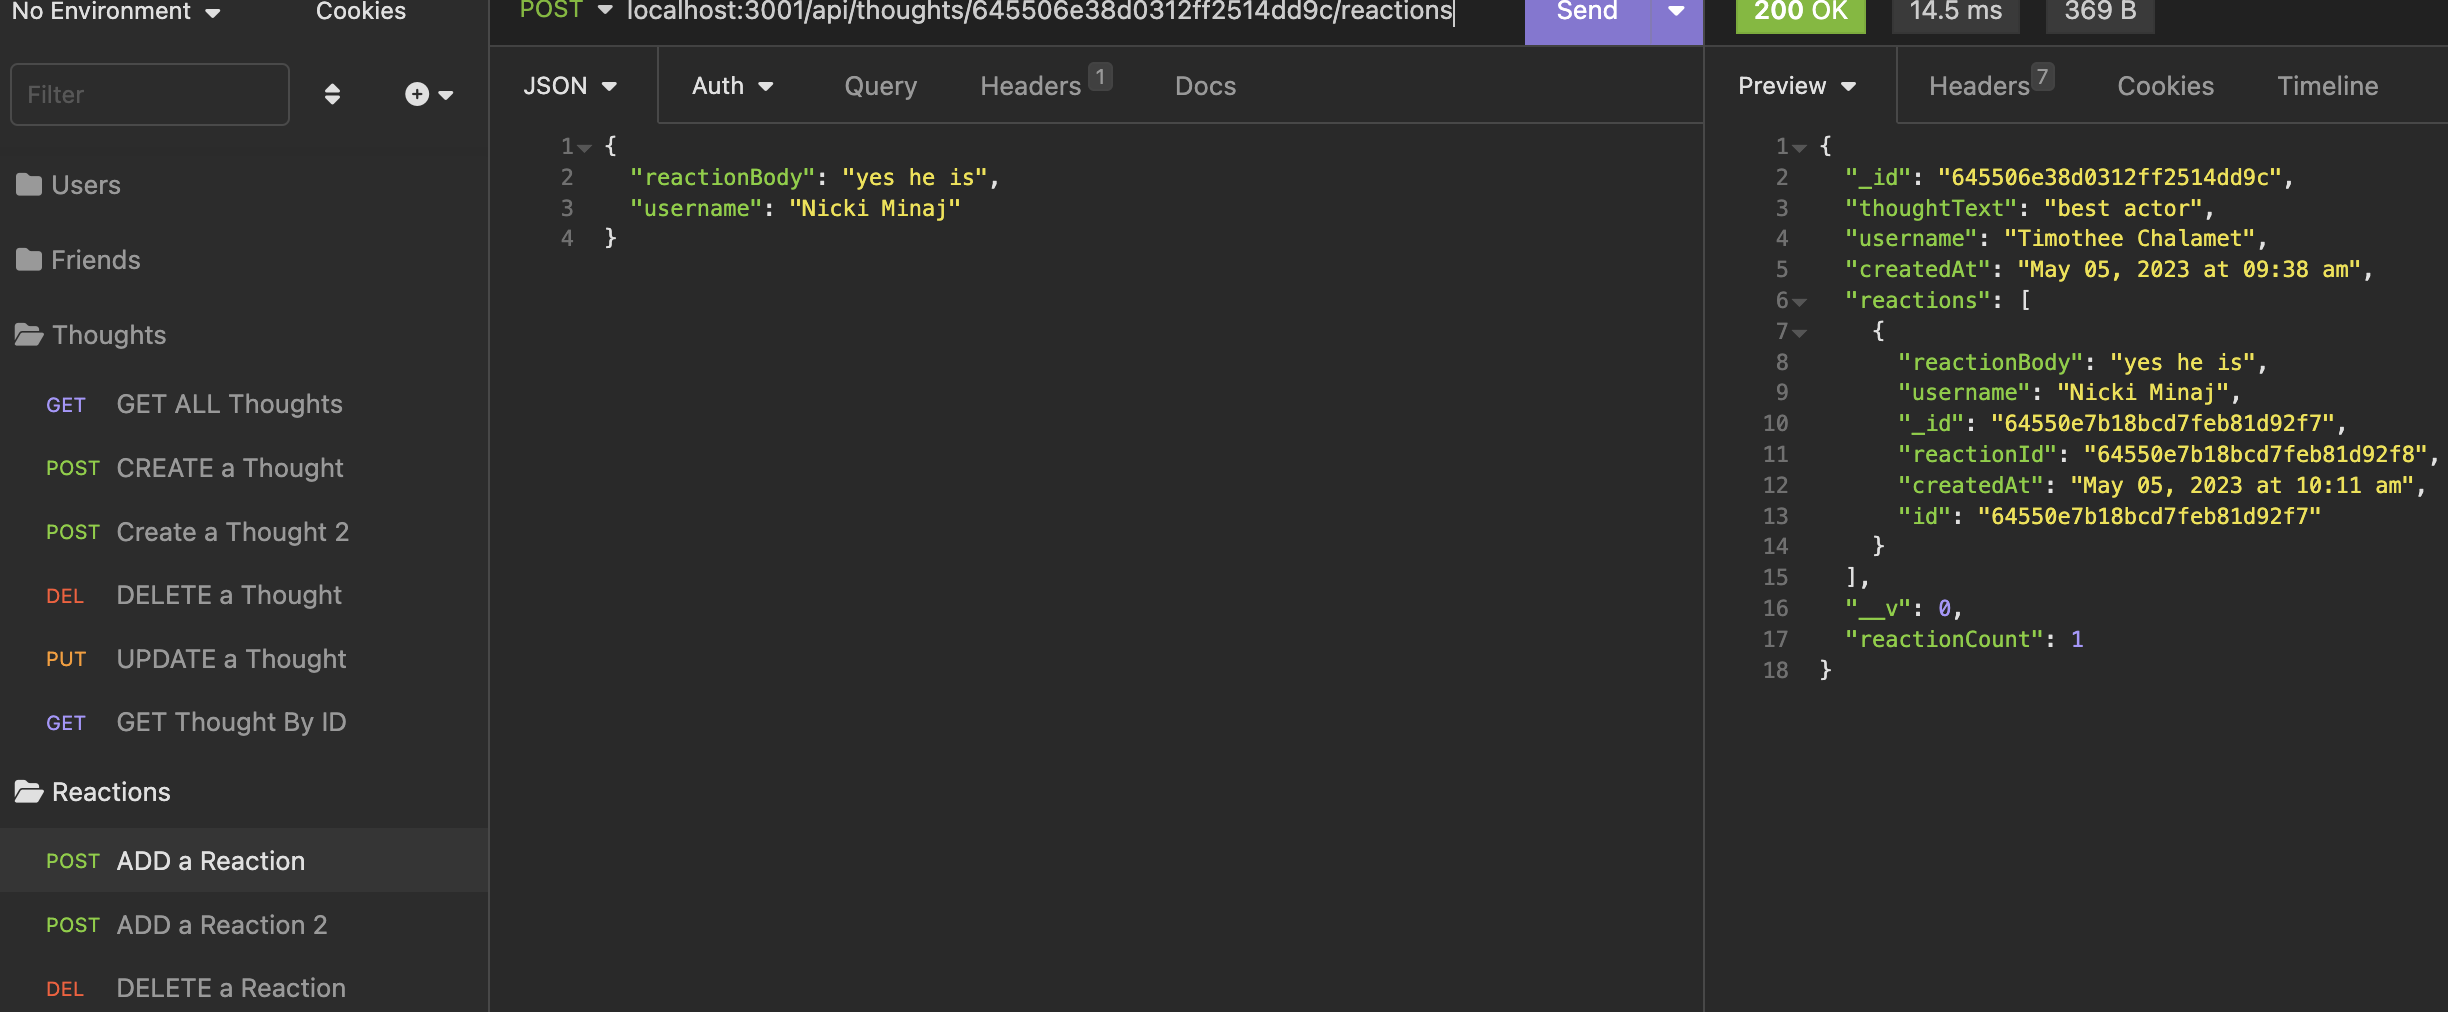 No Environment Cookies
Filter
Users
Friends
Thoughts
GET GET ALL Thoughts
POST CREATE a Thought
POST Create a Thought 2
DEL DELETE a Thought
PUT UPDATE a Thought
GET GET Thought By ID
Reactions
POST ADD a Reaction
POST ADD a Reaction 2
DEL DELETE a Reaction
POST localhost:3001/api/thoughts/645506e38d0312ff2514dd9c/reactions Send
JSON Auth Query Headers 1 Docs
1 {
2 "reactionBody": "yes he is",
3 "username": "Nicki Minaj"
4 }
200 OK 14.5 ms 369 B
Preview Headers 7 Cookies Timeline
1 {
2 "_id": "645506e38d0312ff2514dd9c",
3 "thoughtText": "best actor",
4 "username": "Timothee Chalamet",
5 "createdAt": "May 05, 2023 at 09:38 am",
6 "reactions": [
7 {
8 "reactionBody": "yes he is",
9 "username": "Nicki Minaj",
10 "_id": "64550e7b18bcd7feb81d92f7",
11 "reactionId": "64550e7b18bcd7feb81d92f8",
12 "createdAt": "May 05, 2023 at 10:11 am",
13 "id": "64550e7b18bcd7feb81d92f7"
14 }
15 ],
16 "__v": 0,
17 "reactionCount": 1
18 }